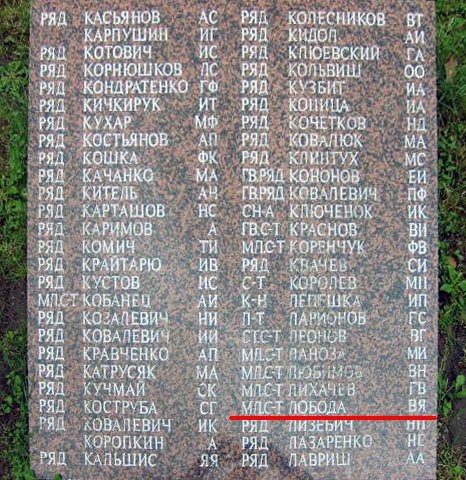 РЯД КАСЬЯНОВ АС
КАРПУШИН ИГ
РЯД КОТОВИЧ ИС
РЯД КОРНЮШКОВ ЛС
РЯД КОНДРАТЕНКО ГФ
РЯД КИЧКИРУК ИТ
РЯД КУХАР МФ
РЯД КОСТЬЯНОВ АП
РЯД КОШКА ФК
РЯД КАЧАНКО МА
РЯД КИТЕЛЬ АН
РЯД КАРТАШОВ НС
РЯД КАРИМОВ А
РЯД КОМИЧ ТИ
РЯД КРАЙТАРЮ ИВ
РЯД КУСТОВ ИС
МЛ.С-Т КОБАНЕЦ АИ
РЯД КОЗАЛЕВИЧ НИ
РЯД КОВАЛЕВИЧ ИИ
РЯД КРАВЧЕНКО АП
РЯД КАТРУСЯК МА
РЯД КУЧМАЙ СК
РЯД КОСТРУБА СГ
РЯД КОВАЛЕВИЧ ИК
КОРОПКИН А
РЯД КАЛЬШИС ЯЯ
РЯД КОЛЕСНИКОВ ВТ
РЯД КИДОЛ АИ
РЯД КЛЮЕВСКИЙ ГА
РЯД КОЛЬВИШ ОО
РЯД КУЗБИТ ИА
РЯД КОЦИЦА ИА
РЯД КОЧЕТКОВ НД
РЯД КОВАЛЮК МА
РЯД КЛИНТУХ МС
ГВ.РЯД КОНОНОВ ЕИ
ГВ.РЯД КОВАЛЕВИЧ ПФ
СН-А КЛЮЧЕНОК ИК
ГВ.С-Т КРАСНОВ ВИ
МЛ.С-Т КОРЕНЧУК ФВ
РЯД КВАЧЕВ СИ
С-Т КОРОЛЕВ МП
К-Н ЛЕПЕШКА ИП
Л-Т ЛАРИОНОВ ГС
СТ.С-Т ЛЕОНОВ ВГ
МЛ.С-Т ЛАНОЗА МИ
МЛ.С-Т ЛЮБИМОВ ВН
МЛ.С-Т ЛИХАЧЕВ ГВ
МЛ.С-Т ЛОБОДА ВЯ
РЯД ЛИЗЕВИЧ НП
РЯД ЛАЗАРЕНКО НС
РЯД ЛАВРИШ АА